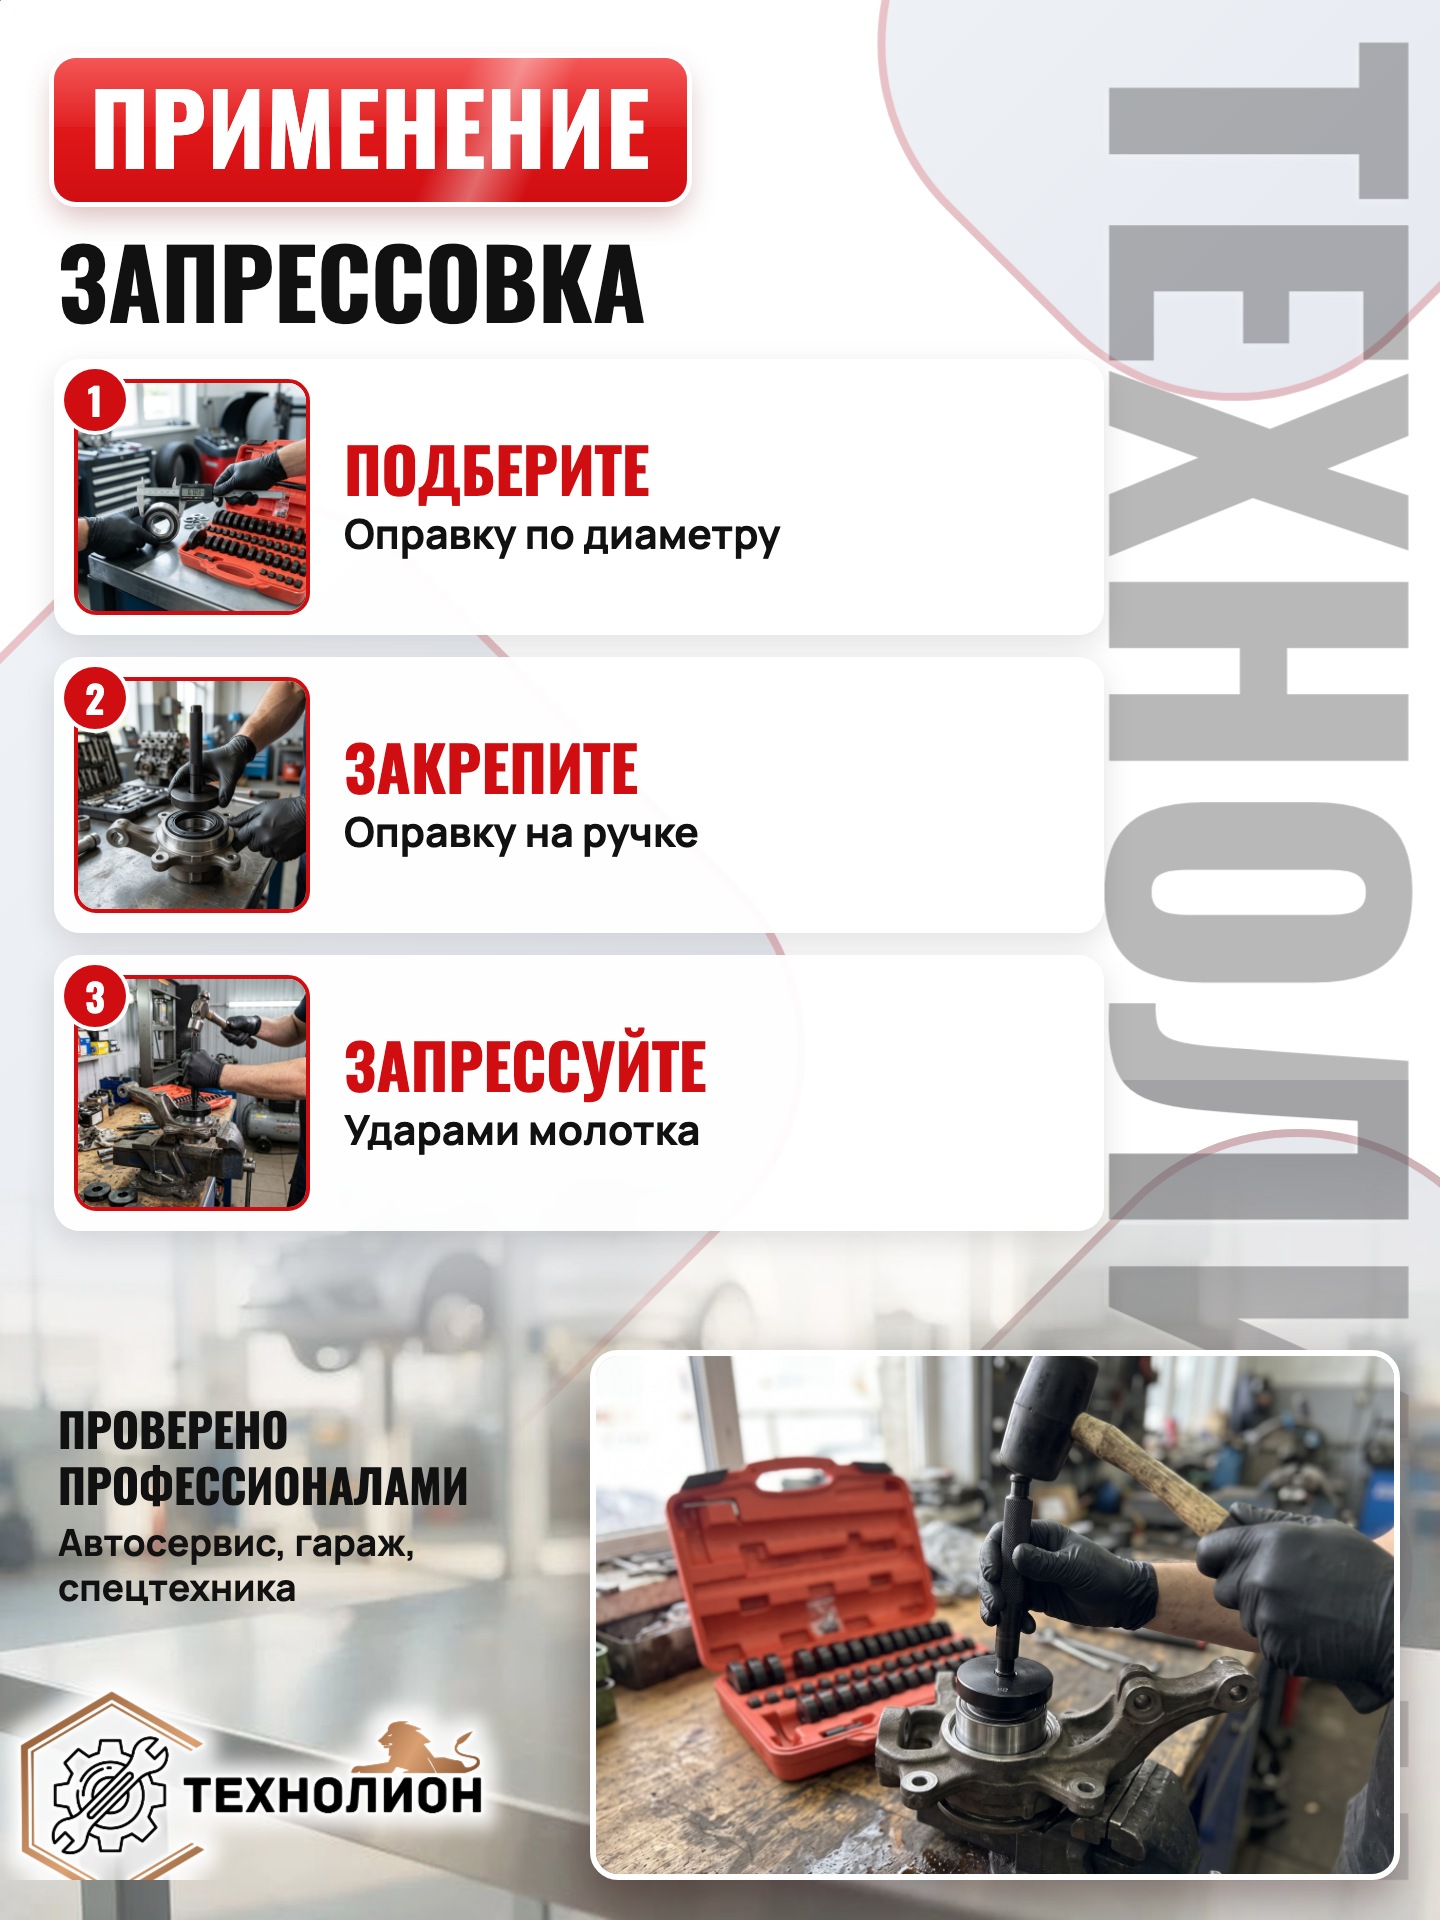 ПРИМЕНЕНИЕ
ЗАПРЕССОВКА
1
ПОДБЕРИТЕ
Оправку по диаметру
2
ЗАКРЕПИТЕ
Оправку на ручке
3
ЗАПРЕССУЙТЕ
Ударами молотка
ПРОВЕРЕНО
ПРОФЕССИОНАЛАМИ
Автосервис, гараж,
спецтехника
ТЕХНОЛИОН
ТЕХНОЛИ